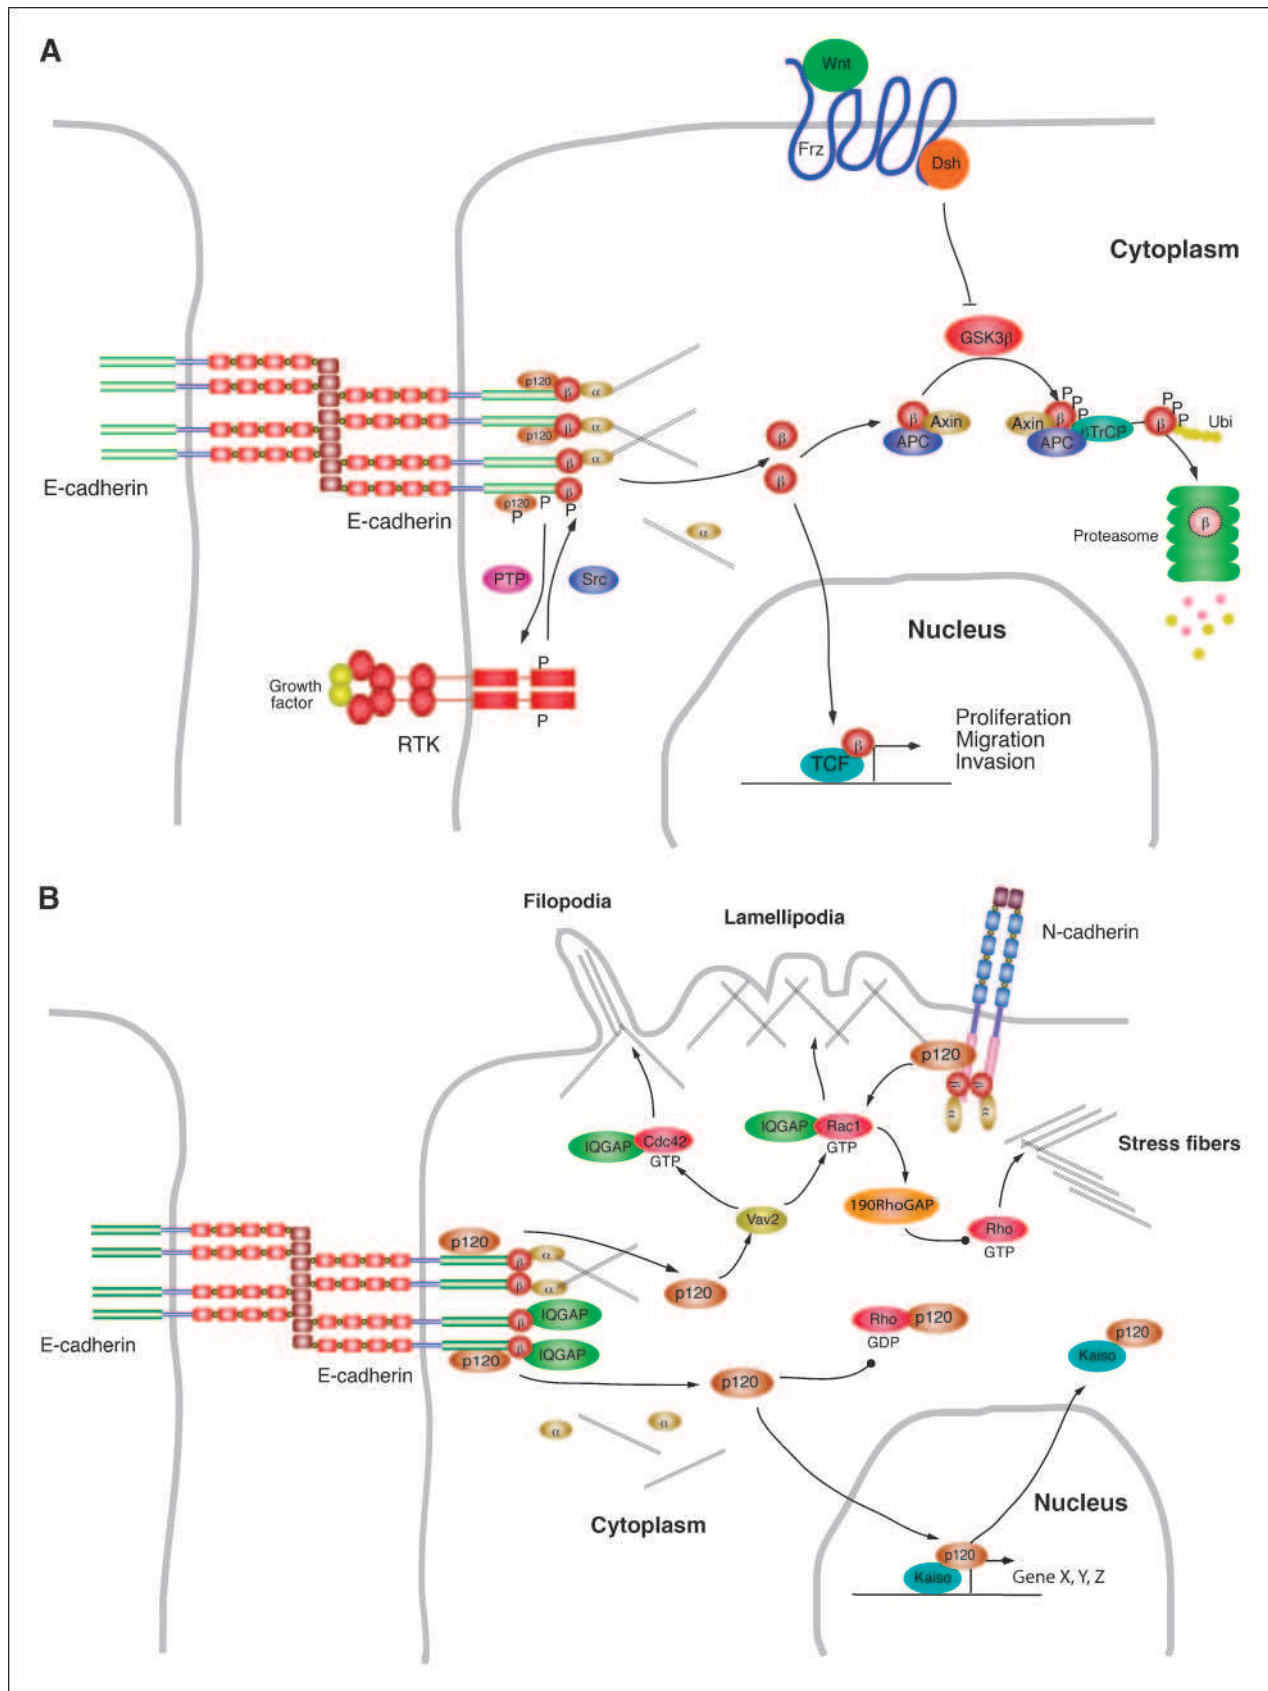 A
Wnt
Frz
Dsh
Cytoplasm
GSK3β
p120
β
α
β
α
p120
β
α
β
p120
P
P
P
E-cadherin
E-cadherin
β
β
β
Axin
APC
P
P
P
Axin
β
APC
βTrCP
P
P
P
β
Ubi
α
Proteasome
β
PTP
Src
Nucleus
P
Growth
factor
RTK
P
Proliferation
Migration
Invasion
β
TCF
B
Filopodia
Lamellipodia
N-cadherin
p120
β
β
α
α
IQGAP
Cdc42
GTP
IQGAP
Rac1
GTP
Stress fibers
190RhoGAP
Rho
GTP
Vav2
p120
β
α
β
α
p120
β
IQGAP
β
IQGAP
p120
E-cadherin
E-cadherin
Rho
p120
GDP
p120
Kaiso
p120
α
α
Nucleus
Cytoplasm
p120
Kaiso
Gene X, Y, Z